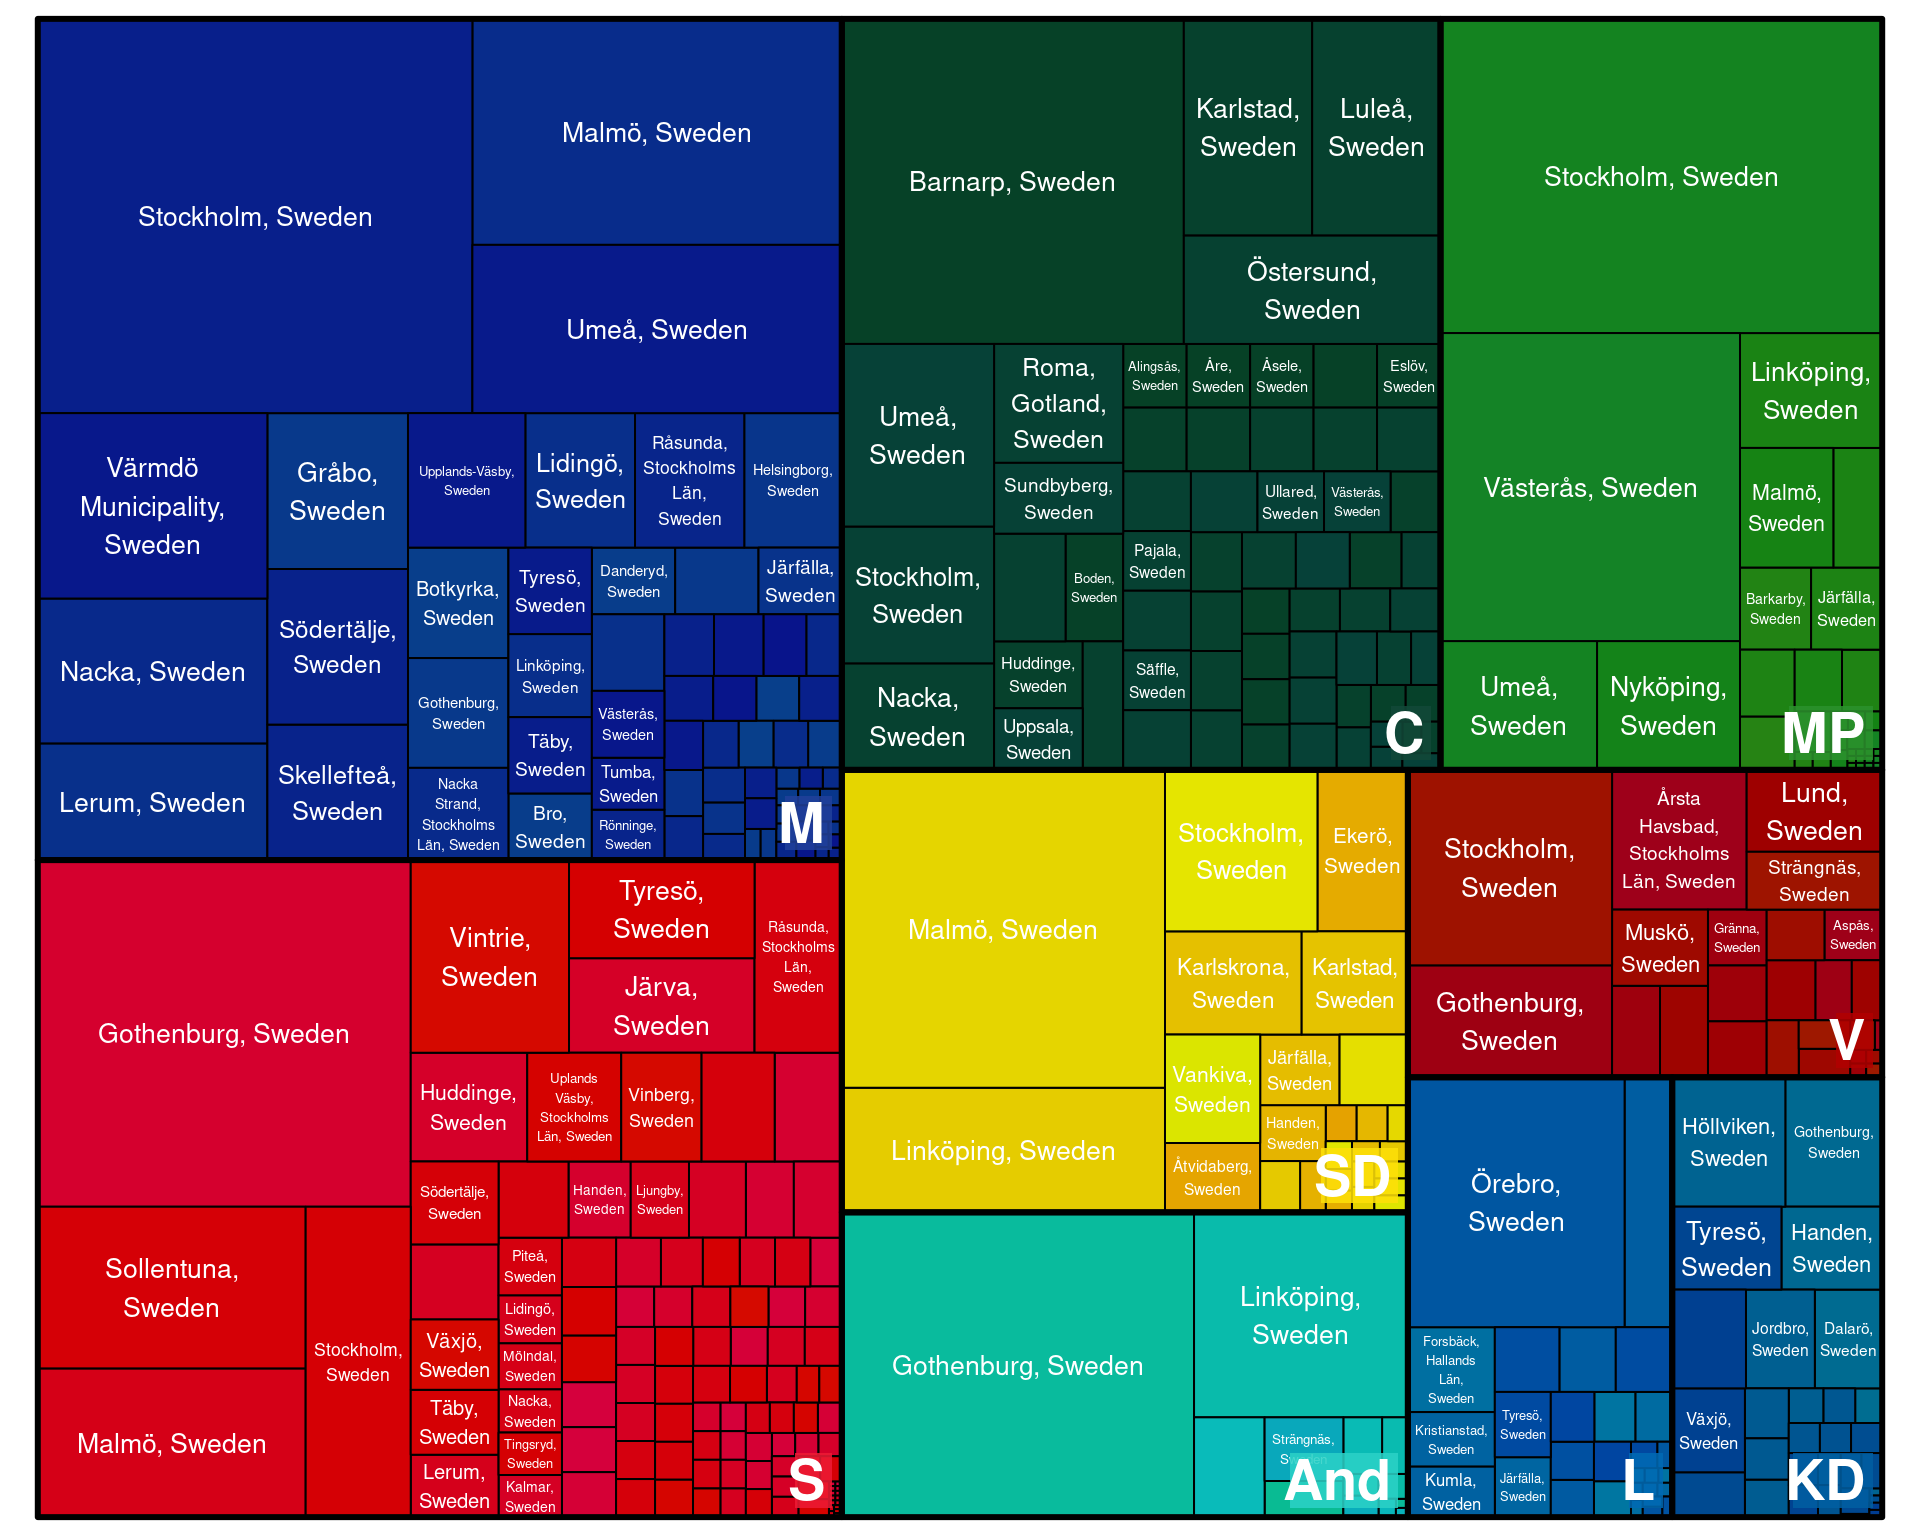 Stockholm, Sweden
Malmö, Sweden
Umeå, Sweden
Värmdö
Municipality,
Sweden
Nacka, Sweden
Lerum, Sweden
Gråbo,
Sweden
Södertälje,
Sweden
Skellefteå,
Sweden
Upplands-Väsby,
Sweden
Lidingö,
Sweden
Råsunda,
Stockholms
Län,
Sweden
Helsingborg,
Sweden
Botkyrka,
Sweden
Gothenburg,
Sweden
Nacka
Strand,
Stockholms
Län, Sweden
Tyresö,
Sweden
Linköping,
Sweden
Täby,
Sweden
Bro,
Sweden
Danderyd,
Sweden
Järfälla,
Sweden
Västerås,
Sweden
Tumba,
Sweden
Rönninge,
Sweden
M
Barnarp, Sweden
Karlstad,
Sweden
Luleå,
Sweden
Östersund,
Sweden
Umeå,
Sweden
Stockholm,
Sweden
Nacka,
Sweden
Roma,
Gotland,
Sweden
Sundbyberg,
Sweden
Boden,
Sweden
Huddinge,
Sweden
Uppsala,
Sweden
Alingsås,
Sweden
Åre,
Sweden
Åsele,
Sweden
Eslöv,
Sweden
Ullared,
Sweden
Västerås,
Sweden
Pajala,
Sweden
Säffle,
Sweden
C
Stockholm, Sweden
Västerås, Sweden
Umeå,
Sweden
Nyköping,
Sweden
Linköping,
Sweden
Malmö,
Sweden
Barkarby,
Sweden
Järfälla,
Sweden
MP
Gothenburg, Sweden
Sollentuna,
Sweden
Malmö, Sweden
Stockholm,
Sweden
Vintrie,
Sweden
Tyresö,
Sweden
Järva,
Sweden
Råsunda,
Stockholms
Län,
Sweden
Huddinge,
Sweden
Uplands
Väsby,
Stockholms
Län, Sweden
Vinberg,
Sweden
Södertälje,
Sweden
Växjö,
Sweden
Täby,
Sweden
Lerum,
Sweden
Handen,
Sweden
Ljungby,
Sweden
Piteå,
Sweden
Lidingö,
Sweden
Mölndal,
Sweden
Nacka,
Sweden
Tingsryd,
Sweden
Kalmar,
Sweden
S
Malmö, Sweden
Linköping, Sweden
Stockholm,
Sweden
Ekerö,
Sweden
Karlskrona,
Sweden
Karlstad,
Sweden
Vankiva,
Sweden
Åtvidaberg,
Sweden
Järfälla,
Sweden
Handen,
Sweden
SD
Gothenburg, Sweden
Linköping,
Sweden
Strängnäs,
And
Stockholm,
Sweden
Gothenburg,
Sweden
Årsta
Havsbad,
Stockholms
Län, Sweden
Lund,
Sweden
Strängnäs,
Sweden
Muskö,
Sweden
Gränna,
Sweden
Aspås,
Sweden
V
Örebro,
Sweden
Forsbäck,
Hallands
Län,
Sweden
Kristianstad,
Sweden
Kumla,
Sweden
Tyresö,
Sweden
Järfälla,
Sweden
L
Höllviken,
Sweden
Gothenburg,
Sweden
Tyresö,
Sweden
Handen,
Sweden
Jordbro,
Sweden
Dalarö,
Sweden
Växjö,
Sweden
KD